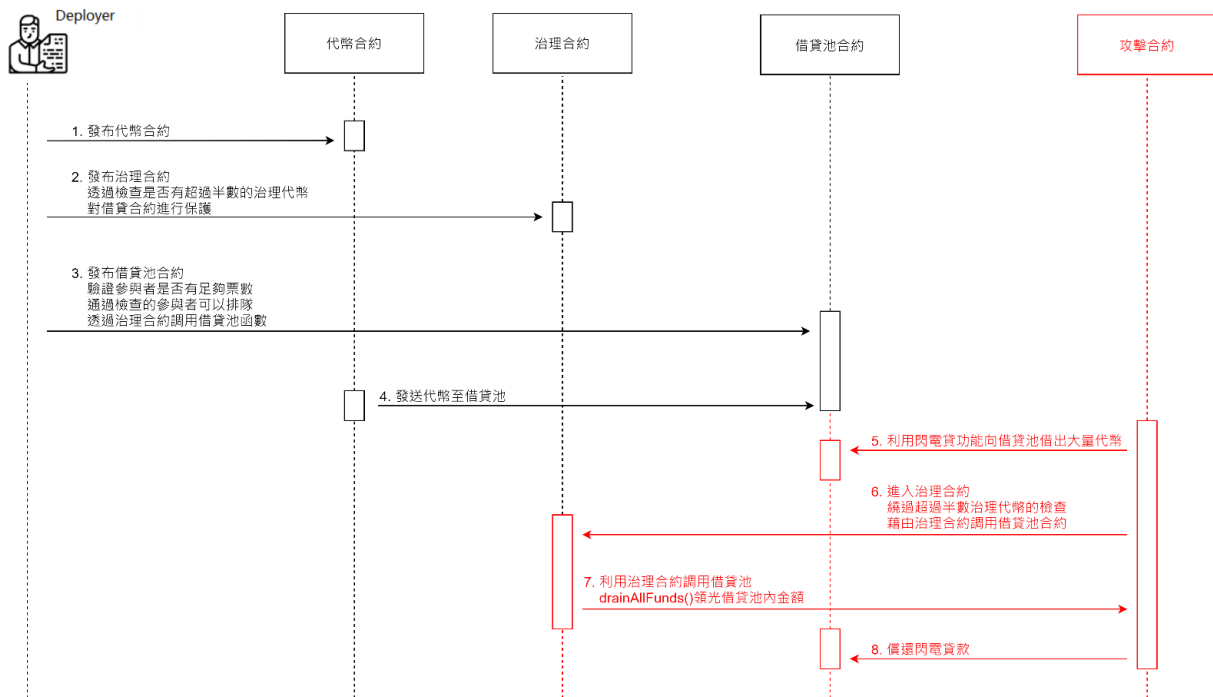 Deployer
代幣合約
治理合約
借貸池合約
攻擊合約
1. 發布代幣合約
2. 發布治理合約
透過檢查是否有超過半數的治理代幣
對借貸合約進行保護
3. 發布借貸池合約
驗證參與者是否有足夠票數
通過檢查的參與者可以排隊
透過治理合約調用借貸池函數
4. 發送代幣至借貸池
5. 利用閃電貸功能向借貸池借出大量代幣
6. 進入治理合約
繞過超過半數治理代幣的檢查
藉由治理合約調用借貸池合約
7. 利用治理合約調用借貸池
drainAllFunds()領光借貸池內金額
8. 償還閃電貸款